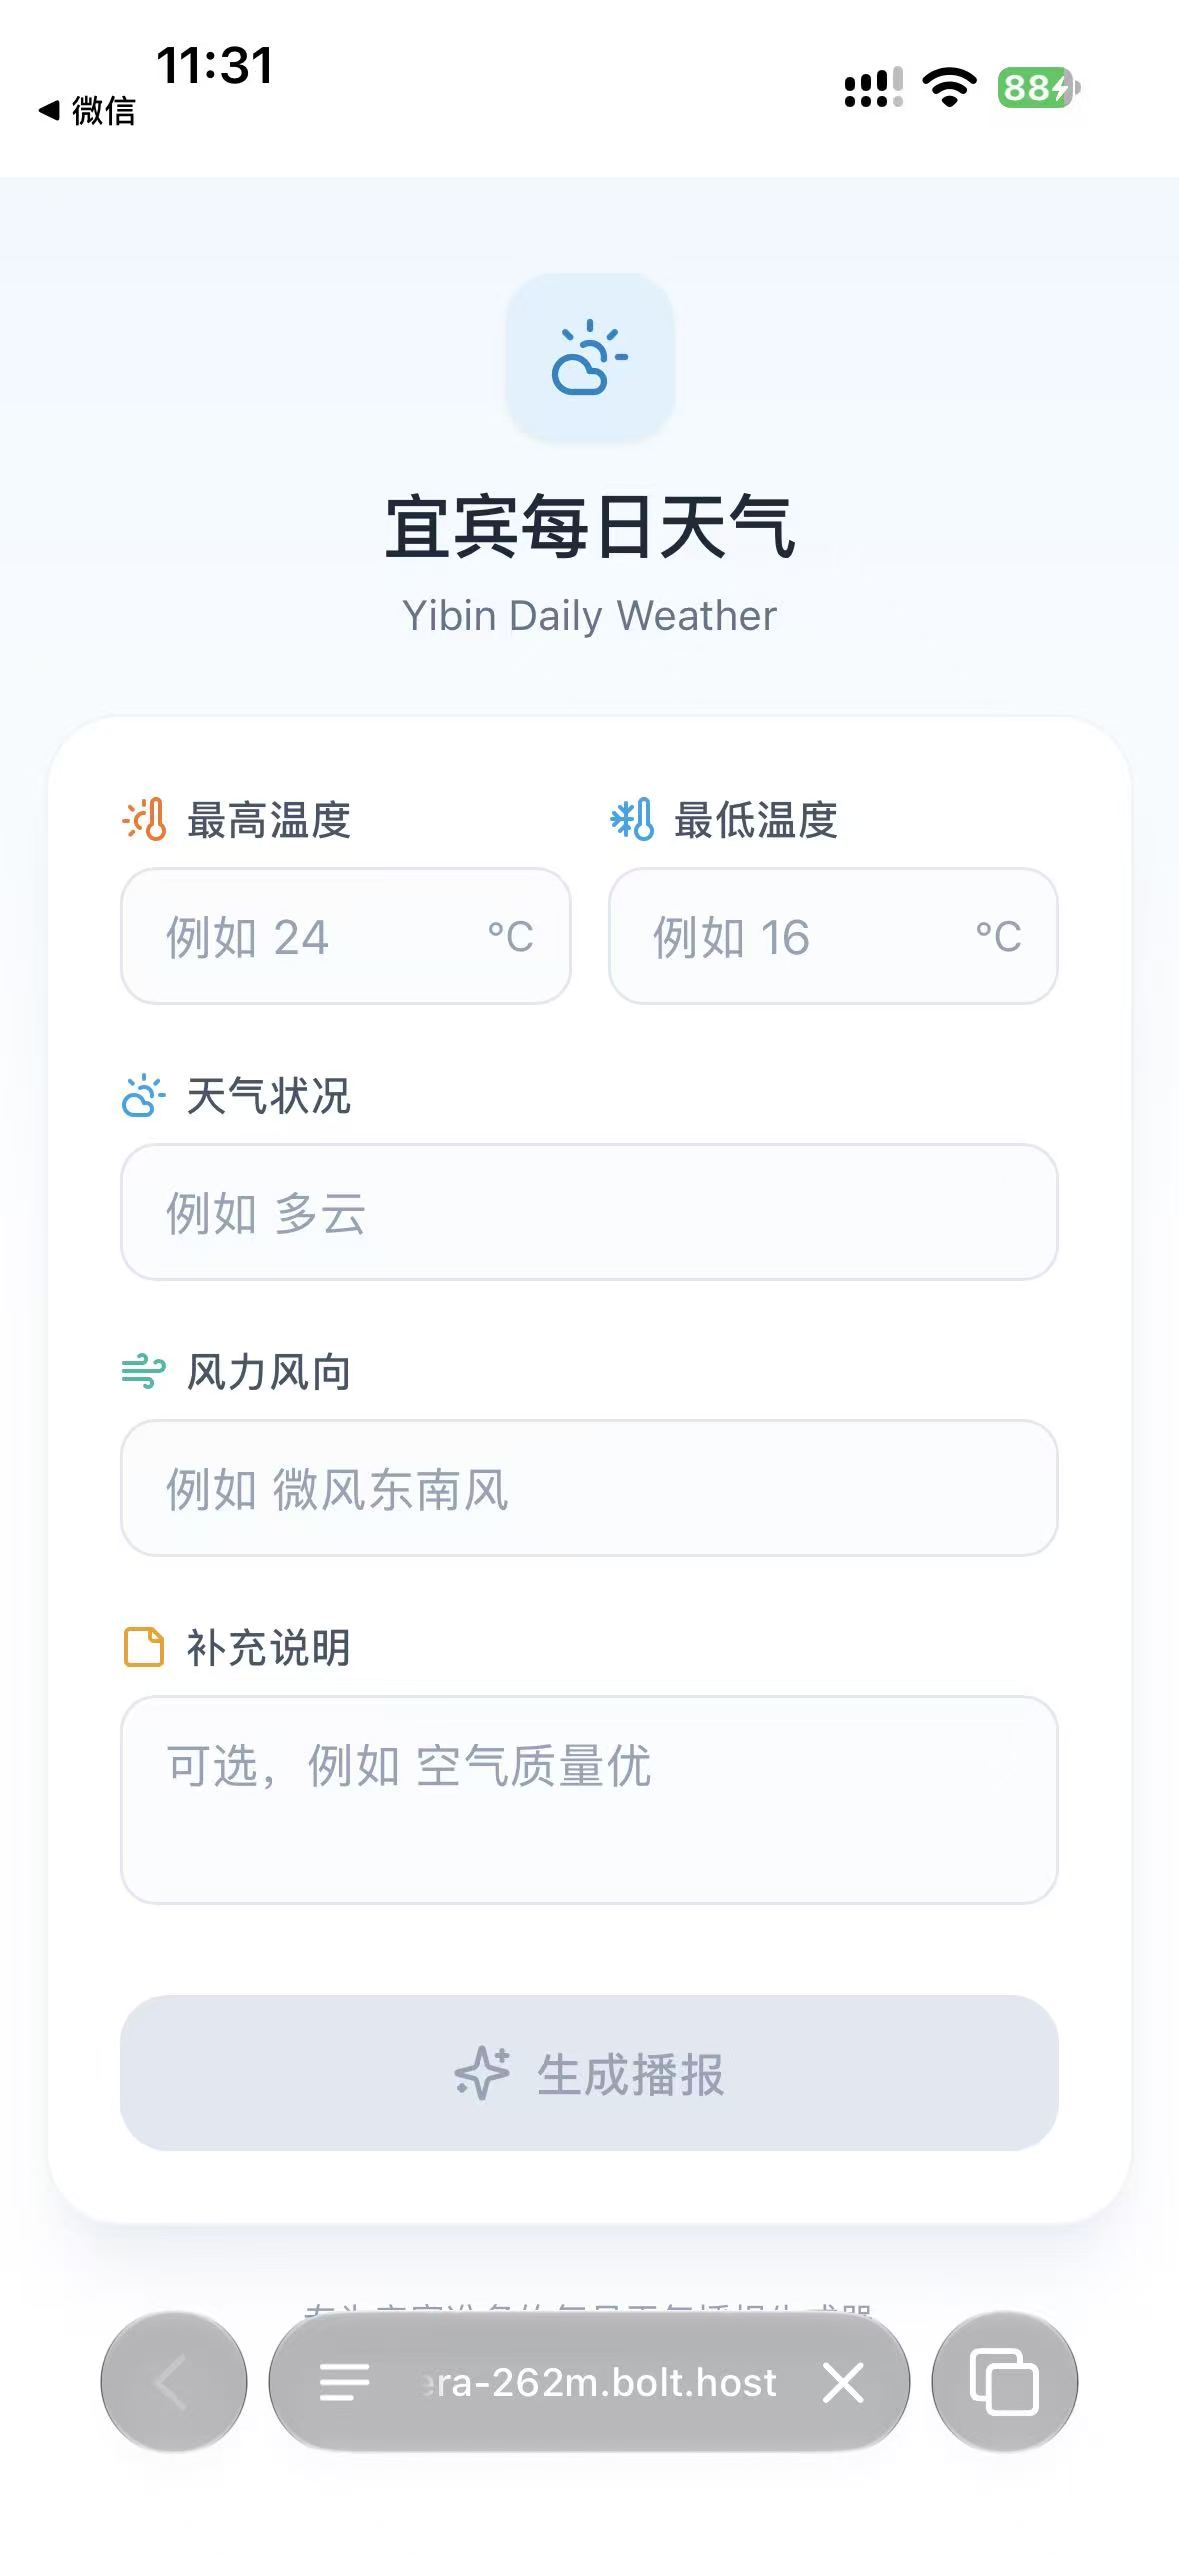 11:31
微信
88
宜宾每日天气
Yibin Daily Weather
最高温度 最低温度
例如 24 °C 例如 16 °C
天气状况
例如 多云
风力风向
例如 微风东南风
补充说明
可选，例如 空气质量优
生成播报
ra-262m.bolt.host